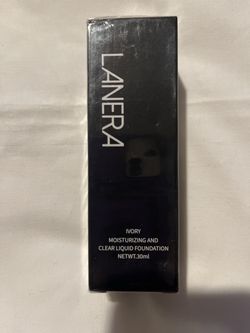 LANERA
IVORY
MOISTURIZING AND
CLEAR LIQUID FOUNDATION
NETWT.30ml